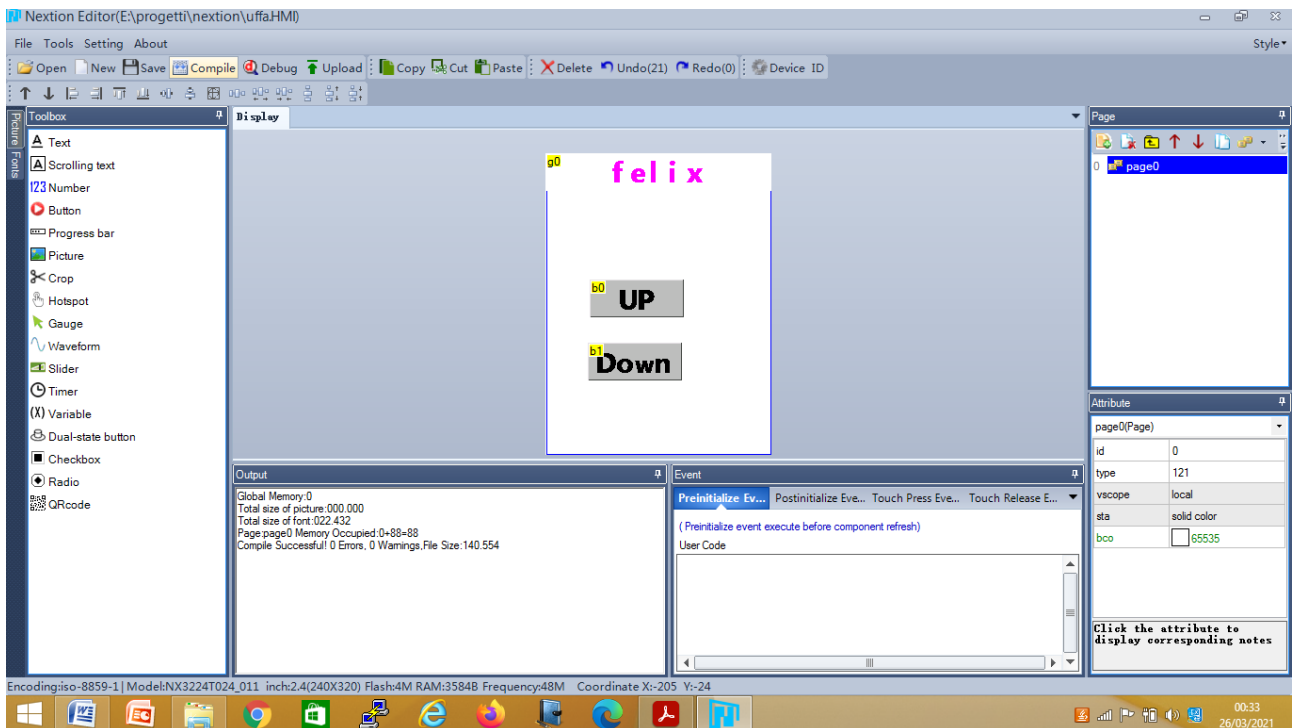 Nextion Editor(E:\progetti\nextion\uffa.HMI)
File Tools Setting About
Style
Open New Save Compile Debug Upload Copy Cut Paste Delete Undo(21) Redo(0) Device ID
Picture
Fonts
Toolbox
A Text
A Scrolling text
123 Number
Button
Progress bar
Picture
Crop
Hotspot
Gauge
Waveform
Slider
Timer
(X) Variable
Dual-state button
Checkbox
Radio
QRcode
Display
g0
felix
b0
UP
b1
Down
Output
Global Memory:0
Total size of picture:000.000
Total size of font:022.432
Page:page0 Memory Occupied:0+88=88
Compile Successful! 0 Errors, 0 Warnings,File Size:140.554
Event
Preinitialize Ev... Postinitialize Eve... Touch Press Eve... Touch Release E...
( Preinitialize event execute before component refresh)
User Code
Page
0 page0
Attribute
page0(Page)
id 0
type 121
vscope local
sta solid color
bco 65535
Click the attribute to
display corresponding notes
Encoding:iso-8859-1 | Model:NX3224T024_011 inch:2.4(240X320) Flash:4M RAM:3584B Frequency:48M Coordinate X:-205 Y:-24
00:33
26/03/2021